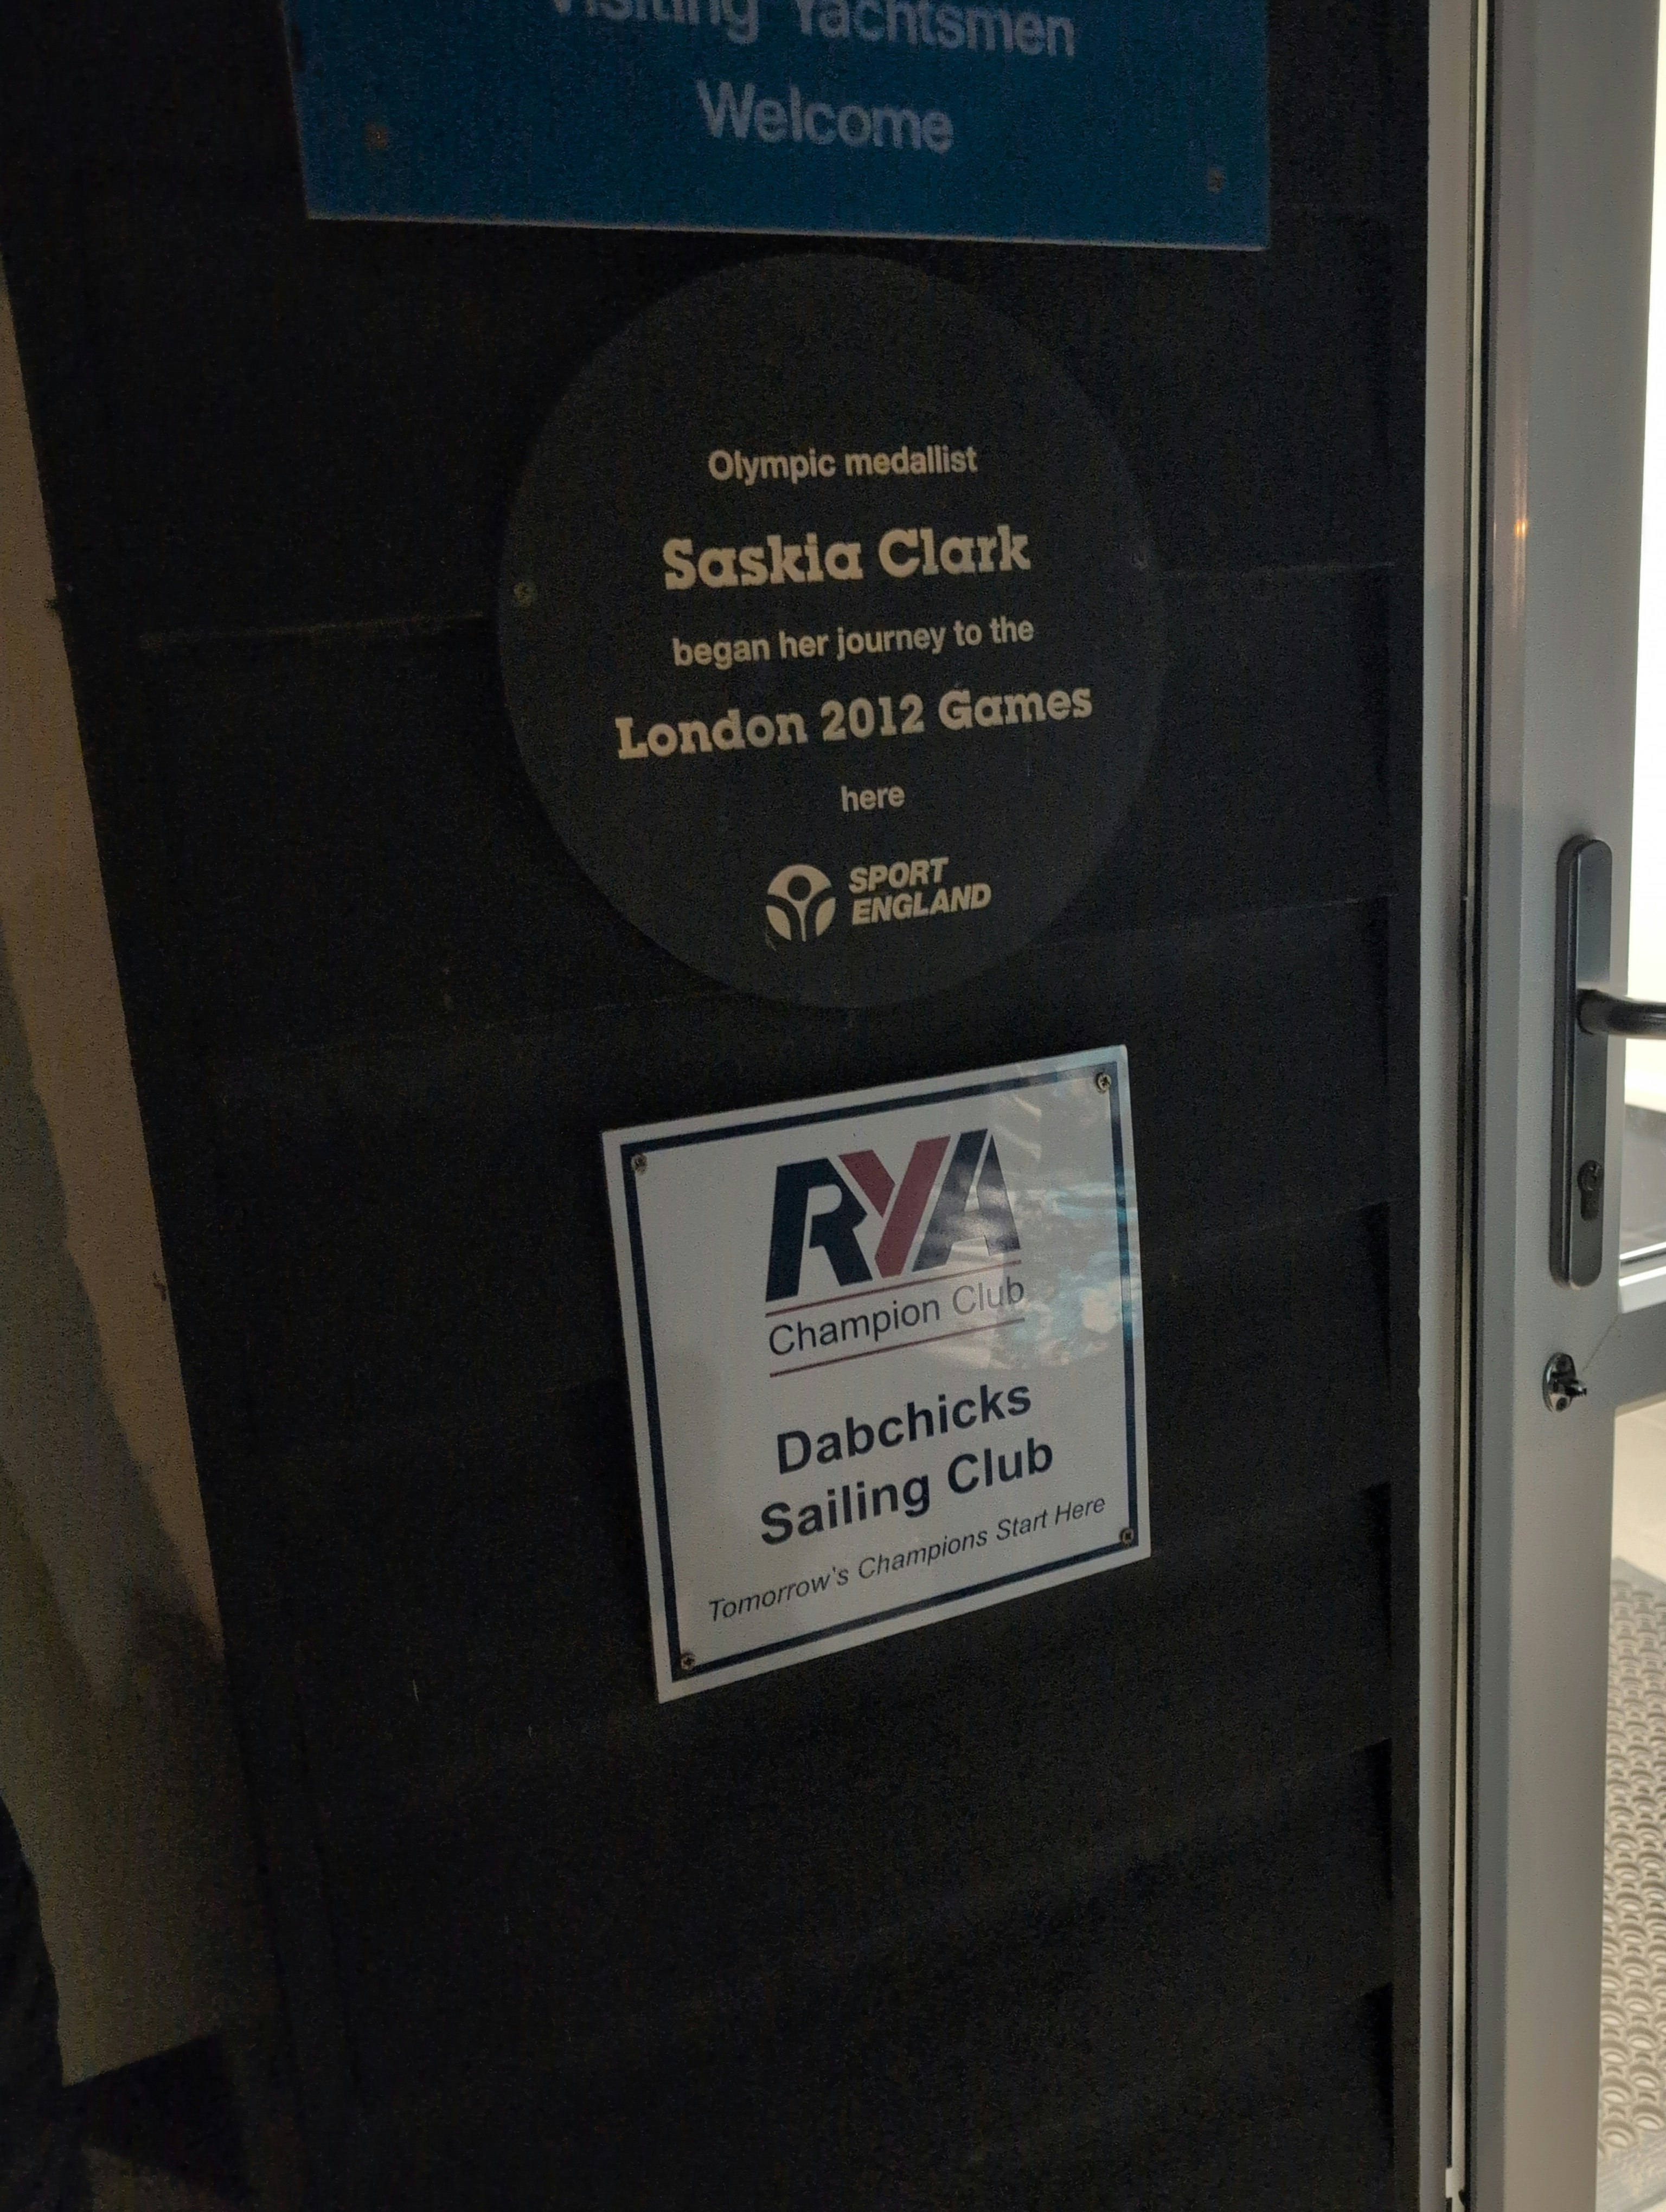 Visiting Yachtsmen
Welcome
Olympic medallist
Saskia Clark
began her journey to the
London 2012 Games
here
SPORT
ENGLAND
RYA
Champion Club
Dabchicks
Sailing Club
Tomorrow's Champions Start Here